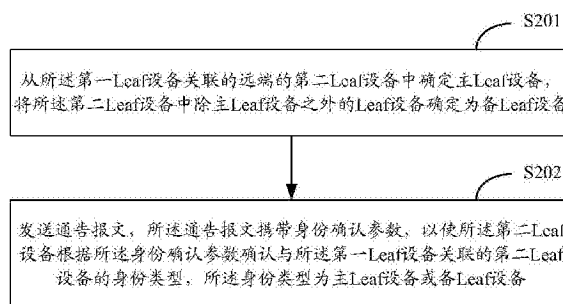 S201
从所述第一Leaf设备关联的远端的第二Leaf设备中确定主Leaf设备，
将所述第二Leaf设备中除主Leaf设备之外的Leaf设备确定为备Leaf设备
S202
发送通告报文，所述通告报文携带身份确认参数，以使所述第二Leaf
设备根据所述身份确认参数确认与所述第一Leaf设备关联的第二Leaf
设备的身份类型，所述身份类型为主Leaf设备或备Leaf设备